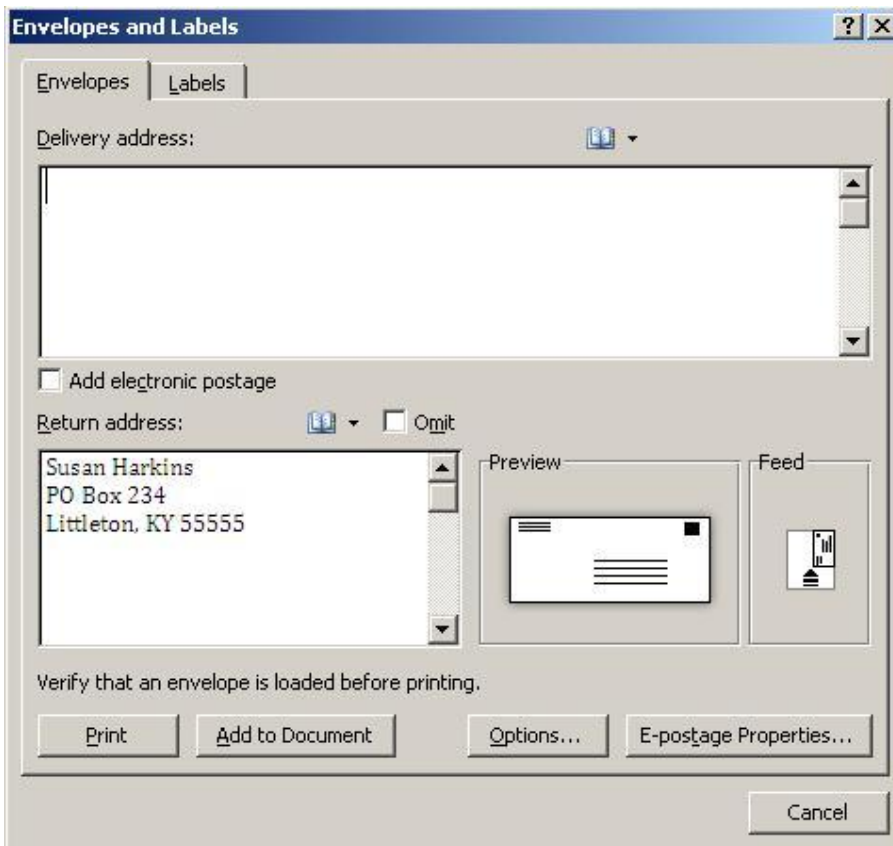 Envelopes and Labels
Envelopes Labels
Delivery address:
Add electronic postage
Return address: Omit
Susan Harkins
PO Box 234
Littleton, KY 55555
Preview Feed
Verify that an envelope is loaded before printing.
Print Add to Document Options... E-postage Properties...
Cancel